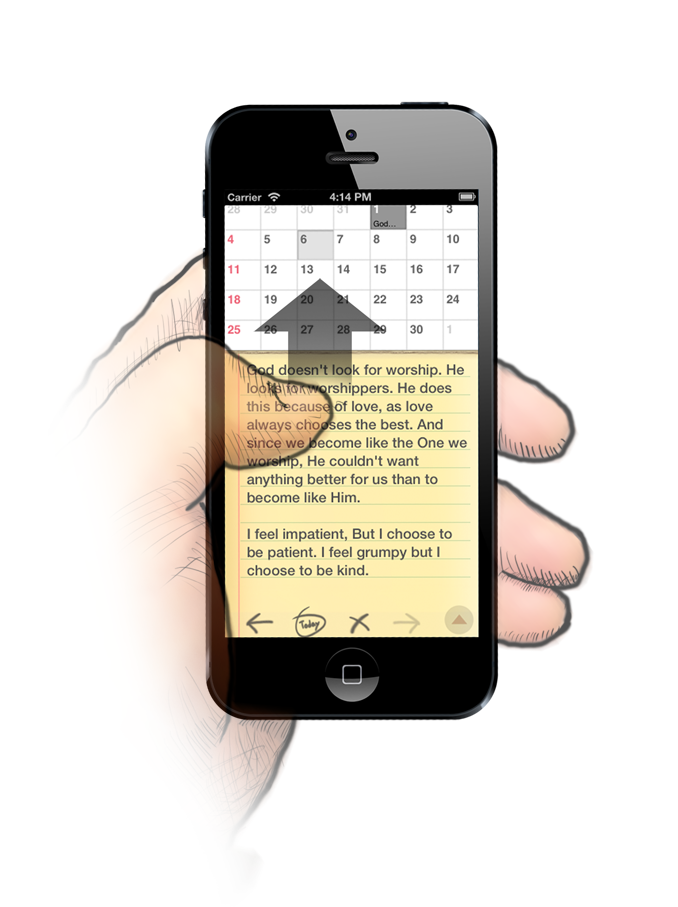 Carrier 4:14 PM
28 29 30 31 1 2 3
God...
4 5 6 7 8 9 10
11 12 13 14 15 16 17
18 19 20 21 22 23 24
25 26 27 28 29 30 1
God doesn't look for worship. He
looks for worshippers. He does
this because of love, as love
always chooses the best. And
since we become like the One we
worship, He couldn't want
anything better for us than to
become like Him.
I feel impatient, But I choose to
be patient. I feel grumpy but I
choose to be kind.
Today